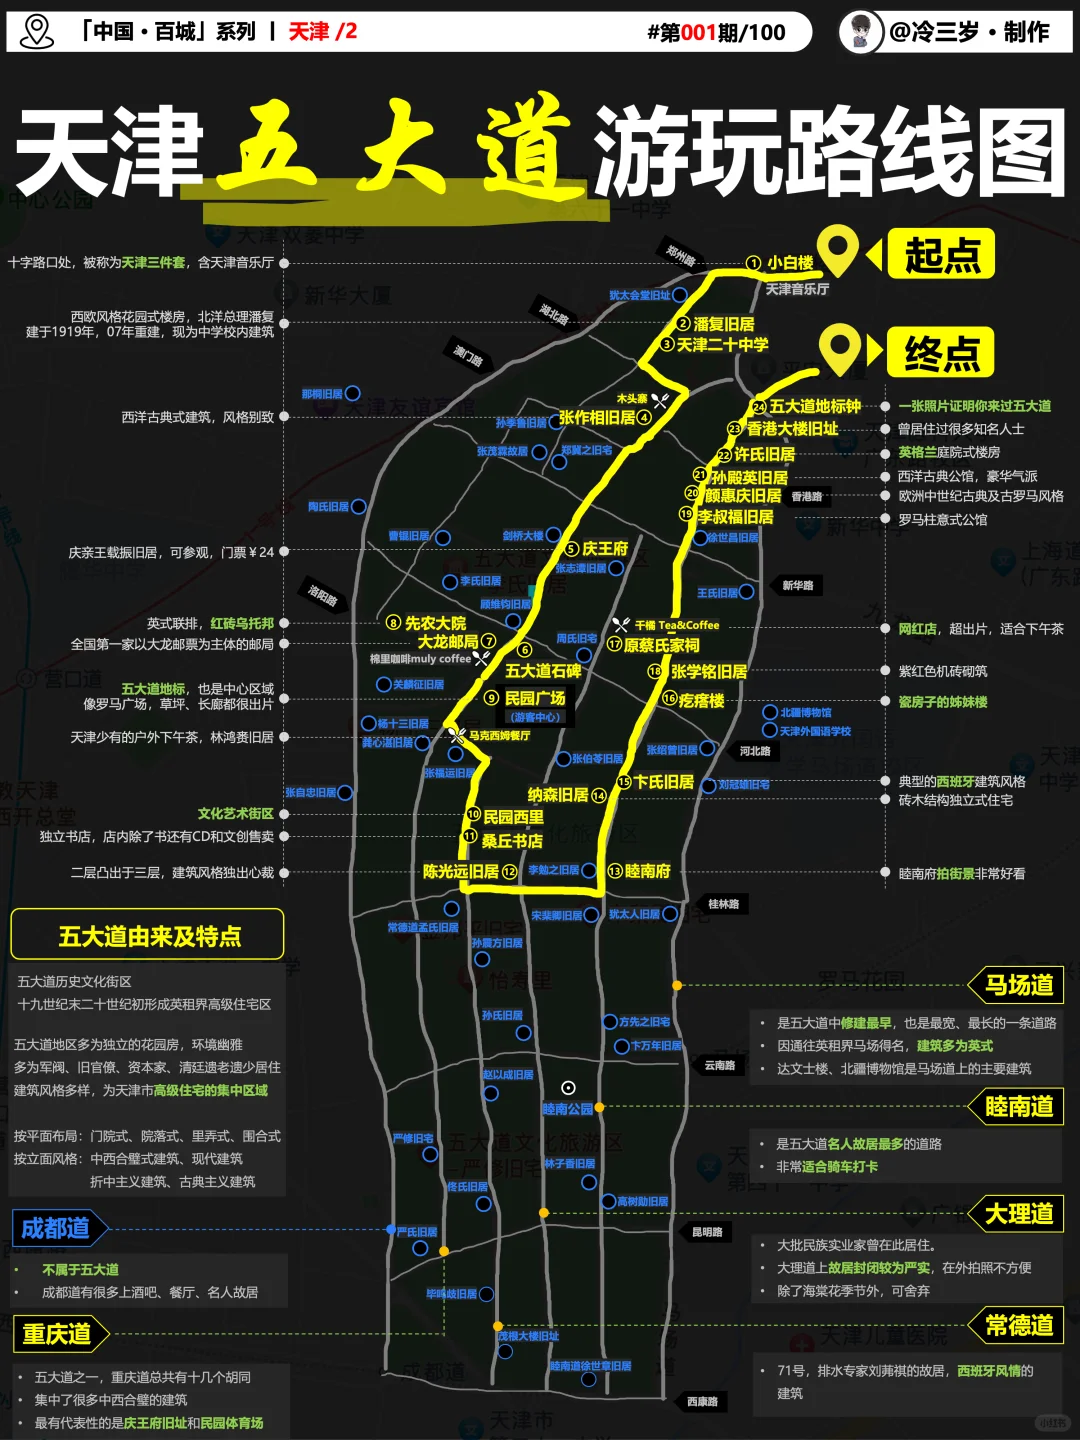 「中国·百城」系列 | 天津 /2
#第001期/100
@冷三岁·制作
天津五大道游玩路线图
起点
终点
十字路口处，被称为天津三件套，含天津音乐厅
西欧风格花园式楼房，北洋总理潘复
建于1919年，07年重建，现为中学校内建筑
西洋古典式建筑，风格别致
庆亲王载振旧居，可参观，门票￥24
英式联排，红砖乌托邦
全国第一家以大龙邮票为主体的邮局
五大道地标，也是中心区域
像罗马广场，草坪、长廊都很出片
天津少有的户外下午茶，林鸿赉旧居
文化艺术街区
独立书店，店内除了书还有CD和文创售卖
二层凸出于三层，建筑风格独出心裁
郑州路
湖北路
澳门路
洛阳路
香港路
新华路
河北路
桂林路
云南路
昆明路
西康路
① 小白楼
天津音乐厅
犹太会堂旧址
② 潘复旧居
③ 天津二十中学
木头寨
张作相旧居 ④
那桐旧居
孙季鲁旧居
张茂霖故居
郑翼之旧宅
陶氏旧居
曹锟旧居
剑桥大楼
⑤ 庆王府
张志潭旧居
李氏旧居
顾维钧旧居
⑧ 先农大院
大龙邮局 ⑦
⑥
五大道石碑
周氏旧宅
棉里咖啡muly coffee
关麟征旧居
⑨ 民园广场
（游客中心）
杨十三旧居
龚心湛旧居
马克西姆餐厅
张福运旧居
张自忠旧居
张伯苓旧居
纳森旧居 ⑭
⑩ 民园西里
⑪ 桑丘书店
陈光远旧居 ⑫
李勉之旧居
⑬ 睦南府
㉔ 五大道地标钟
㉓ 香港大楼旧址
㉒ 许氏旧居
㉑ 孙殿英旧居
⑳ 颜惠庆旧居
⑲ 李叔福旧居
徐世昌旧居
王氏旧居
干橘 Tea&Coffee
⑰ 原蔡氏家祠
⑱ 张学铭旧居
⑯ 疙瘩楼
北疆博物馆
天津外国语学校
张绍曾旧居
⑮ 卞氏旧居
刘冠雄旧宅
一张照片证明你来过五大道
曾居住过很多知名人士
英格兰庭院式楼房
西洋古典公馆，豪华气派
欧洲中世纪古典及古罗马风格
罗马柱意式公馆
网红店，超出片，适合下午茶
紫红色机砖砌筑
瓷房子的姊妹楼
典型的西班牙建筑风格
砖木结构独立式住宅
睦南府拍街景非常好看
常德道孟氏旧居
宋棐卿旧居
犹太人旧居
孙震方旧居
孙氏旧居
方先之旧宅
卞万年旧居
赵以成旧居
睦南公园
严修旧宅
林子香旧居
佟氏旧居
高树勋旧居
严氏旧居
毕鸣岐旧居
茂根大楼旧址
睦南道徐世章旧居
五大道由来及特点
五大道历史文化街区
十九世纪末二十世纪初形成英租界高级住宅区
五大道地区多为独立的花园房，环境幽雅
多为军阀、旧官僚、资本家、清廷遗老遗少居住
建筑风格多样，为天津市高级住宅的集中区域
按平面布局：门院式、院落式、里弄式、围合式
按立面风格：中西合璧式建筑、现代建筑
折中主义建筑、古典主义建筑
成都道
• 不属于五大道
• 成都道有很多上酒吧、餐厅、名人故居
重庆道
• 五大道之一，重庆道总共有十几个胡同
• 集中了很多中西合璧的建筑
• 最有代表性的是庆王府旧址和民园体育场
马场道
• 是五大道中修建最早，也是最宽、最长的一条道路
• 因通往英租界马场得名，建筑多为英式
• 达文士楼、北疆博物馆是马场道上的主要建筑
睦南道
• 是五大道名人故居最多的道路
• 非常适合骑车打卡
大理道
• 大批民族实业家曾在此居住。
• 大理道上故居封闭较为严实，在外拍照不方便
• 除了海棠花季节外，可舍弃
常德道
• 71号，排水专家刘茀祺的故居，西班牙风情的
建筑
小红书